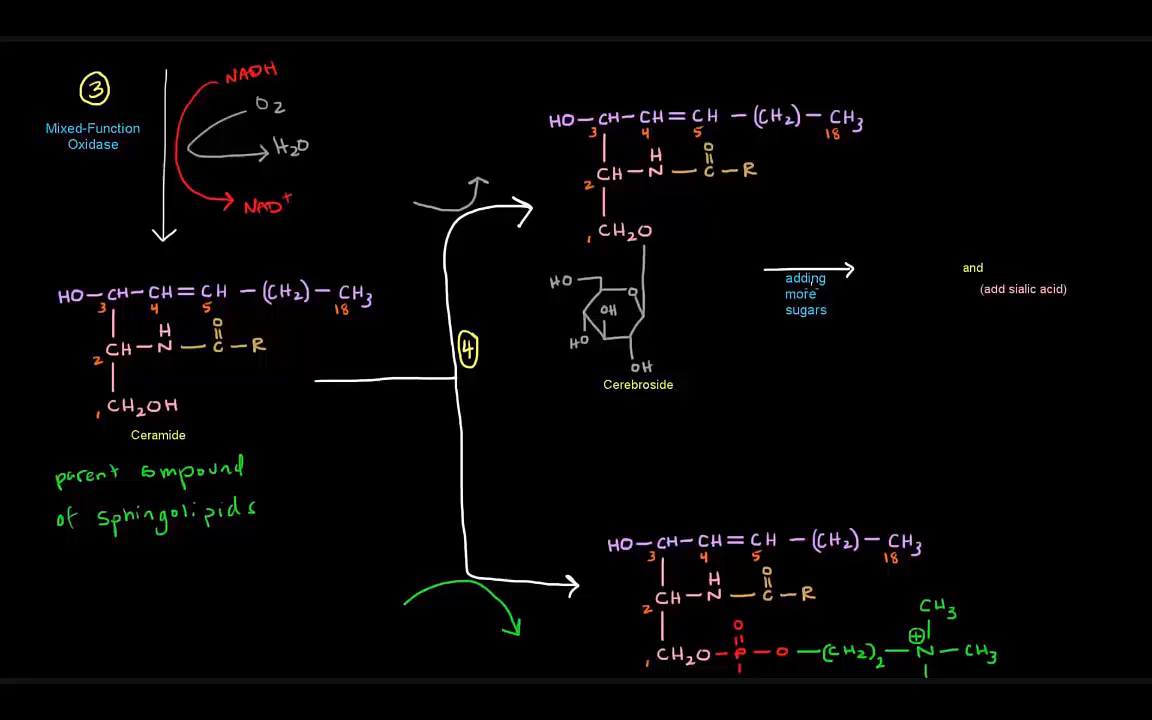 3
Mixed-Function
Oxidase
NADH
O2
H2O
NAD+
HO-CH-CH=CH-(CH2)-CH3
3 4 5 18
H O
2 CH-N-C-R
1 CH2OH
Ceramide
parent compound
of sphingolipids
4
HO-CH-CH=CH-(CH2)-CH3
3 4 5 18
H O
2 CH-N-C-R
1 CH2O
HO O
OH
HO
OH
Cerebroside
adding
more
sugars
and
(add sialic acid)
HO-CH-CH=CH-(CH2)-CH3
3 4 5 18
H O
2 CH-N-C-R
CH3
O +
1 CH2O-P-O-(CH2)2-N-CH3